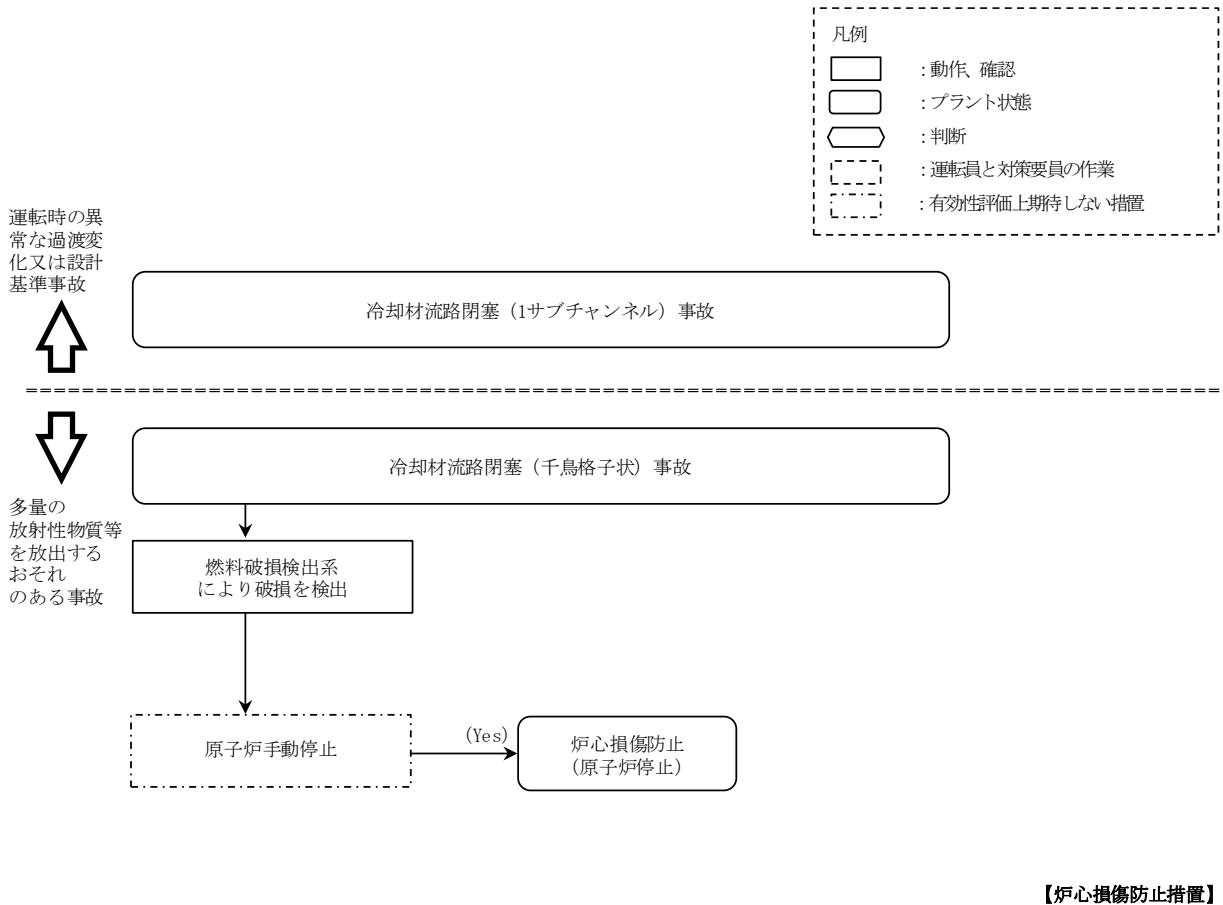 凡例
：動作、確認
：プラント状態
：判断
：運転員と対策要員の作業
：有効性評価上期待しない措置
運転時の異
常な過渡変
化又は設計
基準事故
冷却材流路閉塞（1サブチャンネル）事故
冷却材流路閉塞（千鳥格子状）事故
多量の
放射性物質等
を放出する
おそれ
のある事故
燃料破損検出系
により破損を検出
原子炉手動停止
(Yes)
炉心損傷防止
（原子炉停止）
【炉心損傷防止措置】